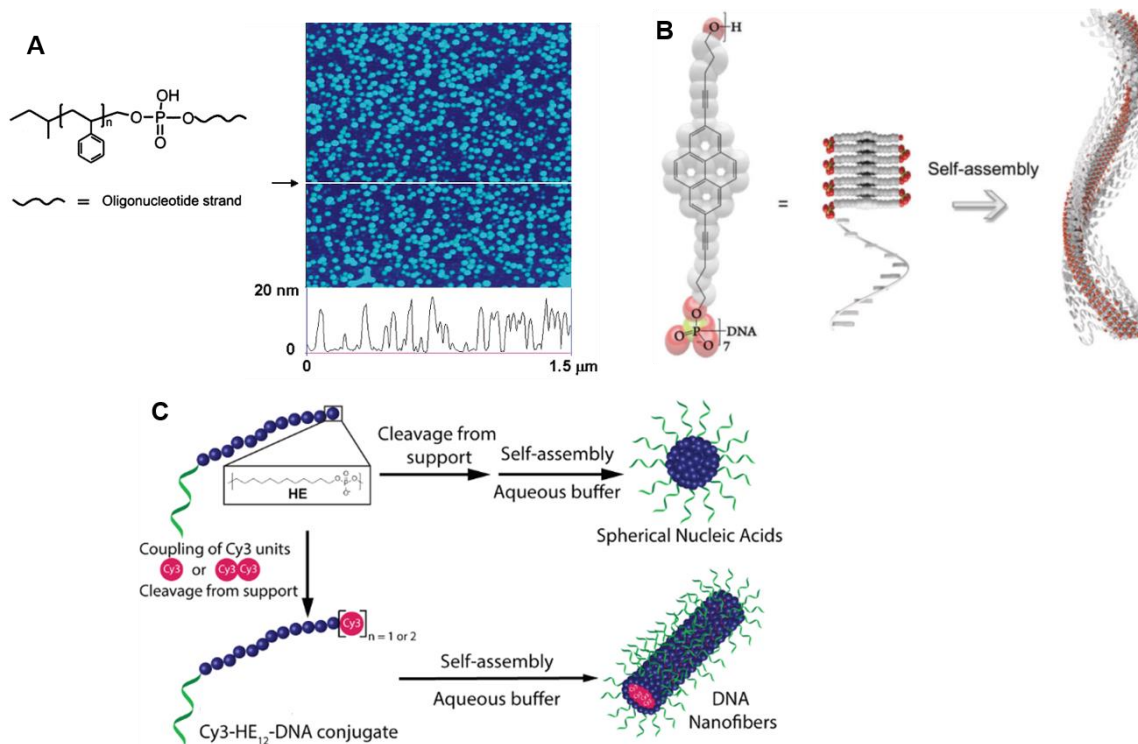 A
OH
O
P
O
O
n
= Oligonucleotide strand
20 nm
0
0
1.5 μm
B
O
H
O
O
P
DNA
O
7
=
Self-assembly
C
HE
O
P
O
O
O⁻
Cleavage from
support
Self-assembly
Aqueous buffer
Spherical Nucleic Acids
Coupling of Cy3 units
Cy3 or Cy3 Cy3
Cleavage from support
Cy3
n = 1 or 2
Self-assembly
Aqueous buffer
DNA
Nanofibers
Cy3-HE₁₂-DNA conjugate